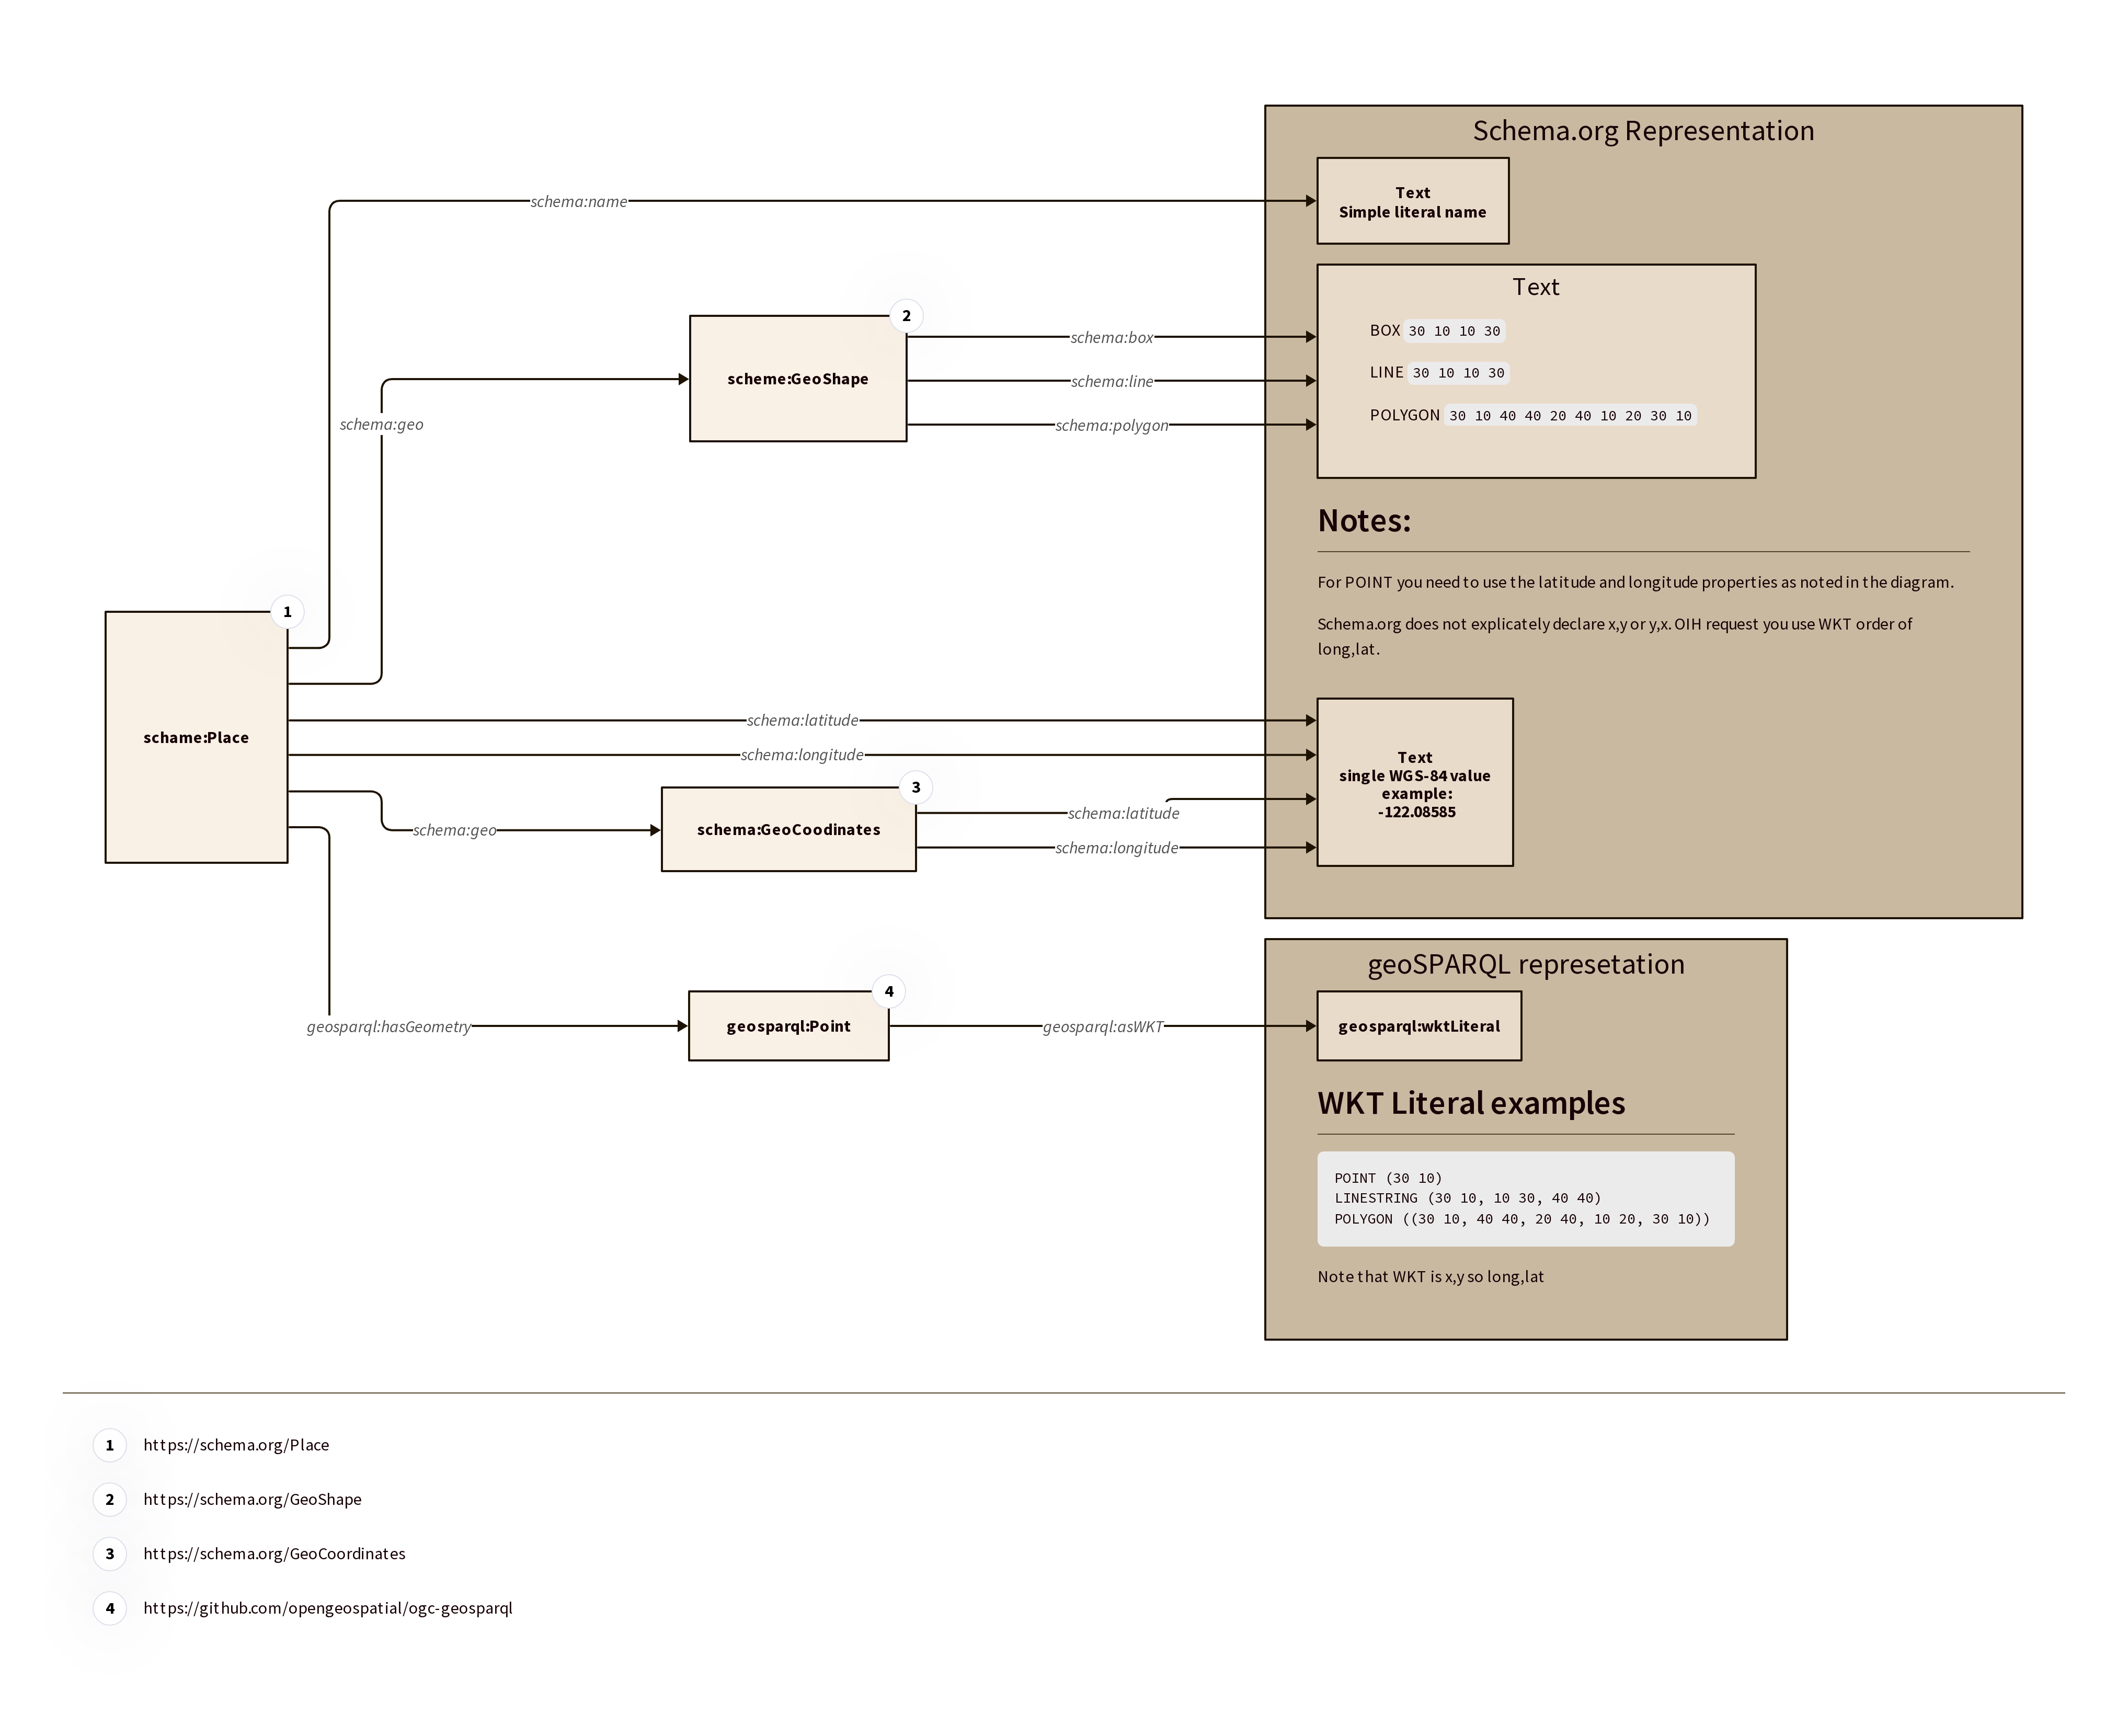 Schema.org Representation
Text
Simple literal name
schema:name
Text
2
BOX 30 10 10 30
schema:box
scheme:GeoShape
LINE 30 10 10 30
schema:line
POLYGON 30 10 40 40 20 40 10 20 30 10
schema:polygon
schema:geo
Notes:
For POINT you need to use the latitude and longitude properties as noted in the diagram.
Schema.org does not explicately declare x,y or y,x. OIH request you use WKT order of
long,lat.
1
schame:Place
schema:latitude
schema:longitude
Text
single WGS-84 value
example:
-122.08585
3
schema:geo
schema:GeoCoodinates
schema:latitude
schema:longitude
geoSPARQL represetation
4
geosparql:hasGeometry
geosparql:Point
geosparql:asWKT
geosparql:wktLiteral
WKT Literal examples
POINT (30 10)
LINESTRING (30 10, 10 30, 40 40)
POLYGON ((30 10, 40 40, 20 40, 10 20, 30 10))
Note that WKT is x,y so long,lat
1 https://schema.org/Place
2 https://schema.org/GeoShape
3 https://schema.org/GeoCoordinates
4 https://github.com/opengeospatial/ogc-geosparql